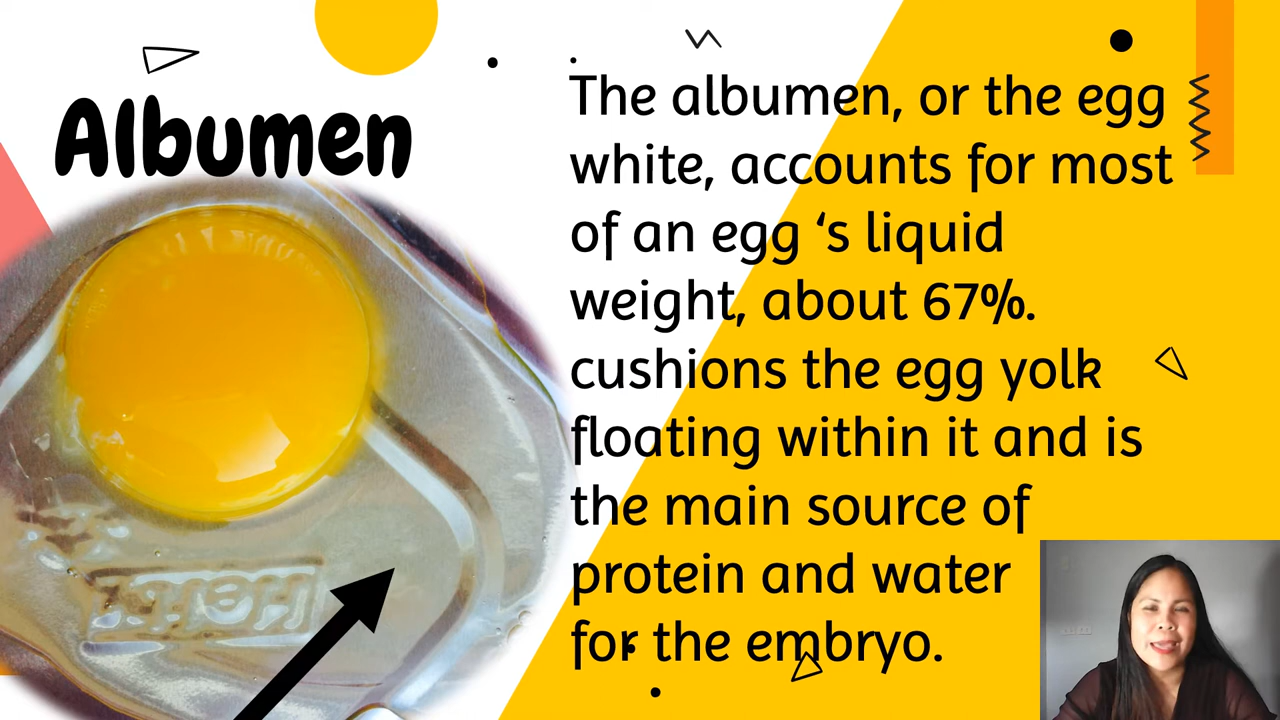 Albumen
The albumen, or the egg
white, accounts for most
of an egg ‘s liquid
weight, about 67%.
cushions the egg yolk
floating within it and is
the main source of
protein and water
for the embryo.